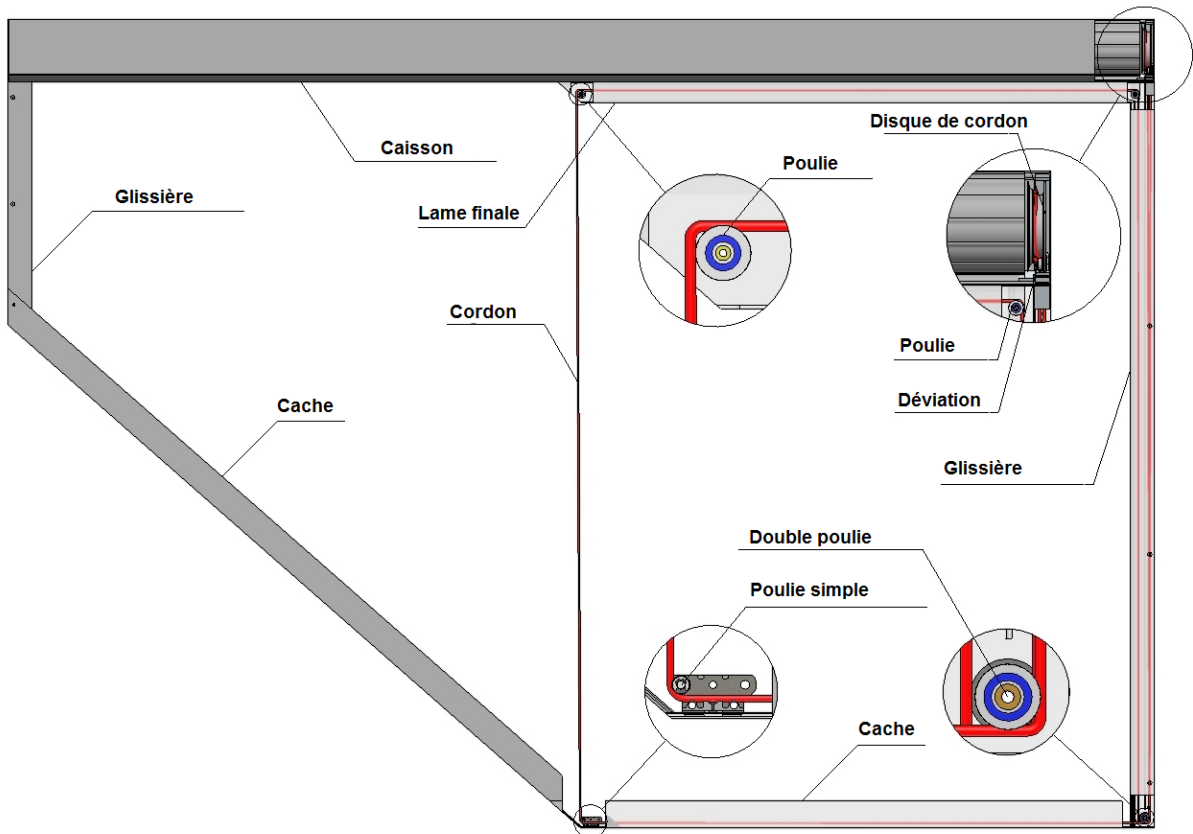 Disque de cordon
Caisson
Poulie
Glissière
Lame finale
Cordon
Poulie
Déviation
Cache
Glissière
Double poulie
Poulie simple
Cache